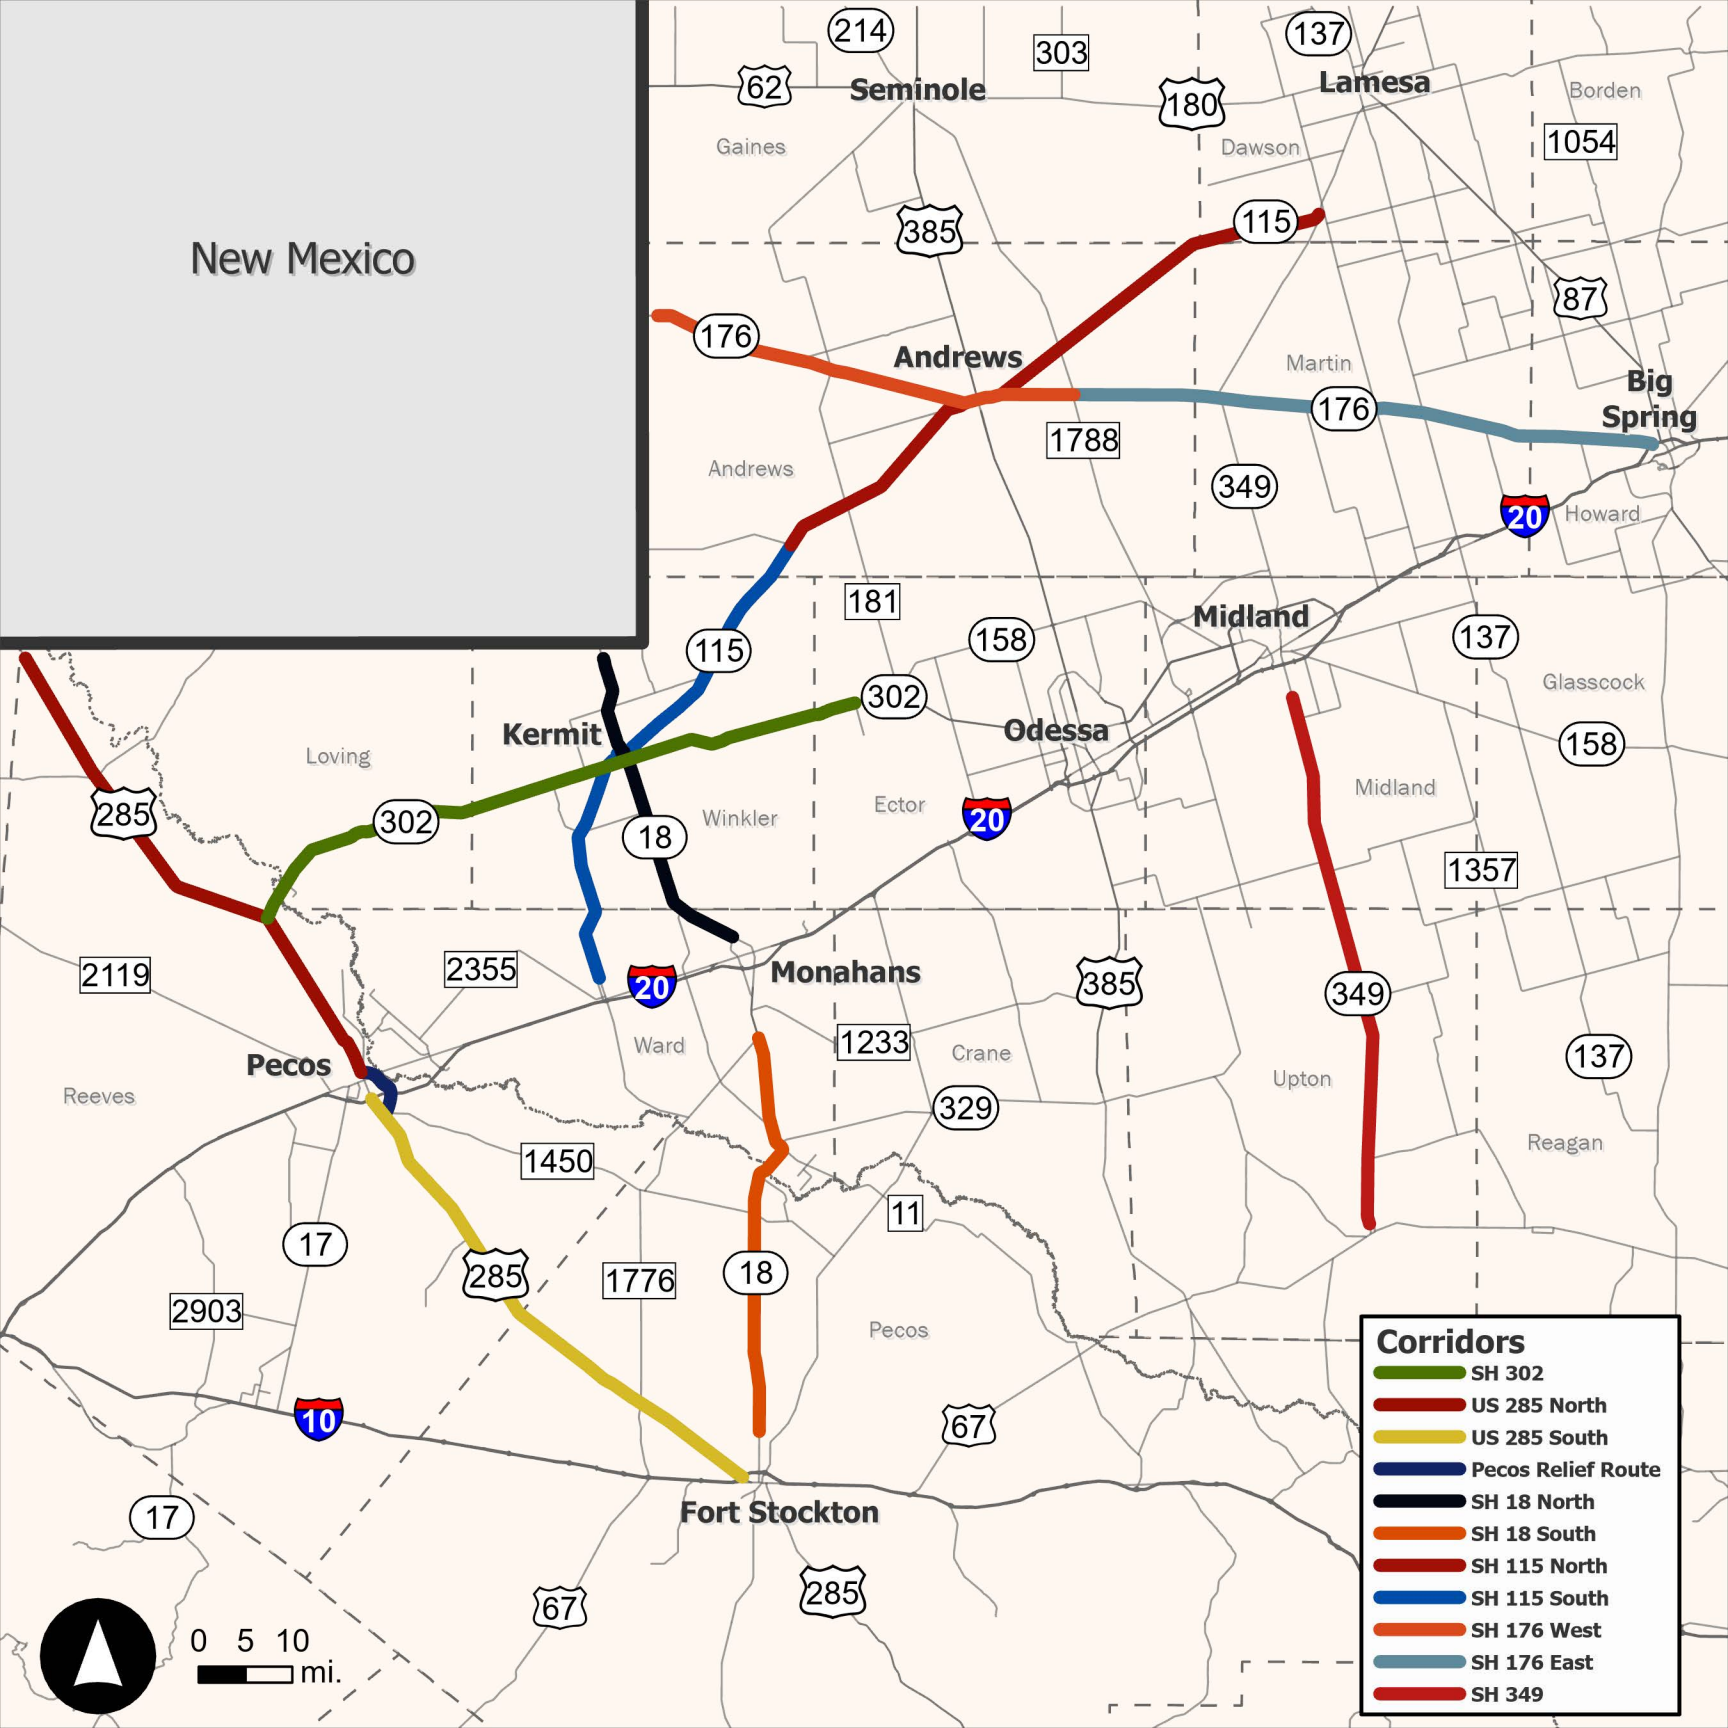 214
303
137
62
Seminole
180
Lamesa
Borden
1054
Gaines
Dawson
385
115
New Mexico
87
176
Andrews
Martin
Big
Spring
176
1788
Andrews
349
20
Howard
181
Midland
158
137
115
302
Glasscock
Kermit
Odessa
158
Loving
285
302
Winkler
Ector
20
Midland
18
1357
2119
2355
Monahans
20
385
349
Ward
1233
Crane
137
Pecos
Upton
Reeves
329
Reagan
1450
11
17
285
1776
18
2903
Pecos
10
67
Fort Stockton
17
285
67
0 5 10
mi.
Corridors
SH 302
US 285 North
US 285 South
Pecos Relief Route
SH 18 North
SH 18 South
SH 115 North
SH 115 South
SH 176 West
SH 176 East
SH 349